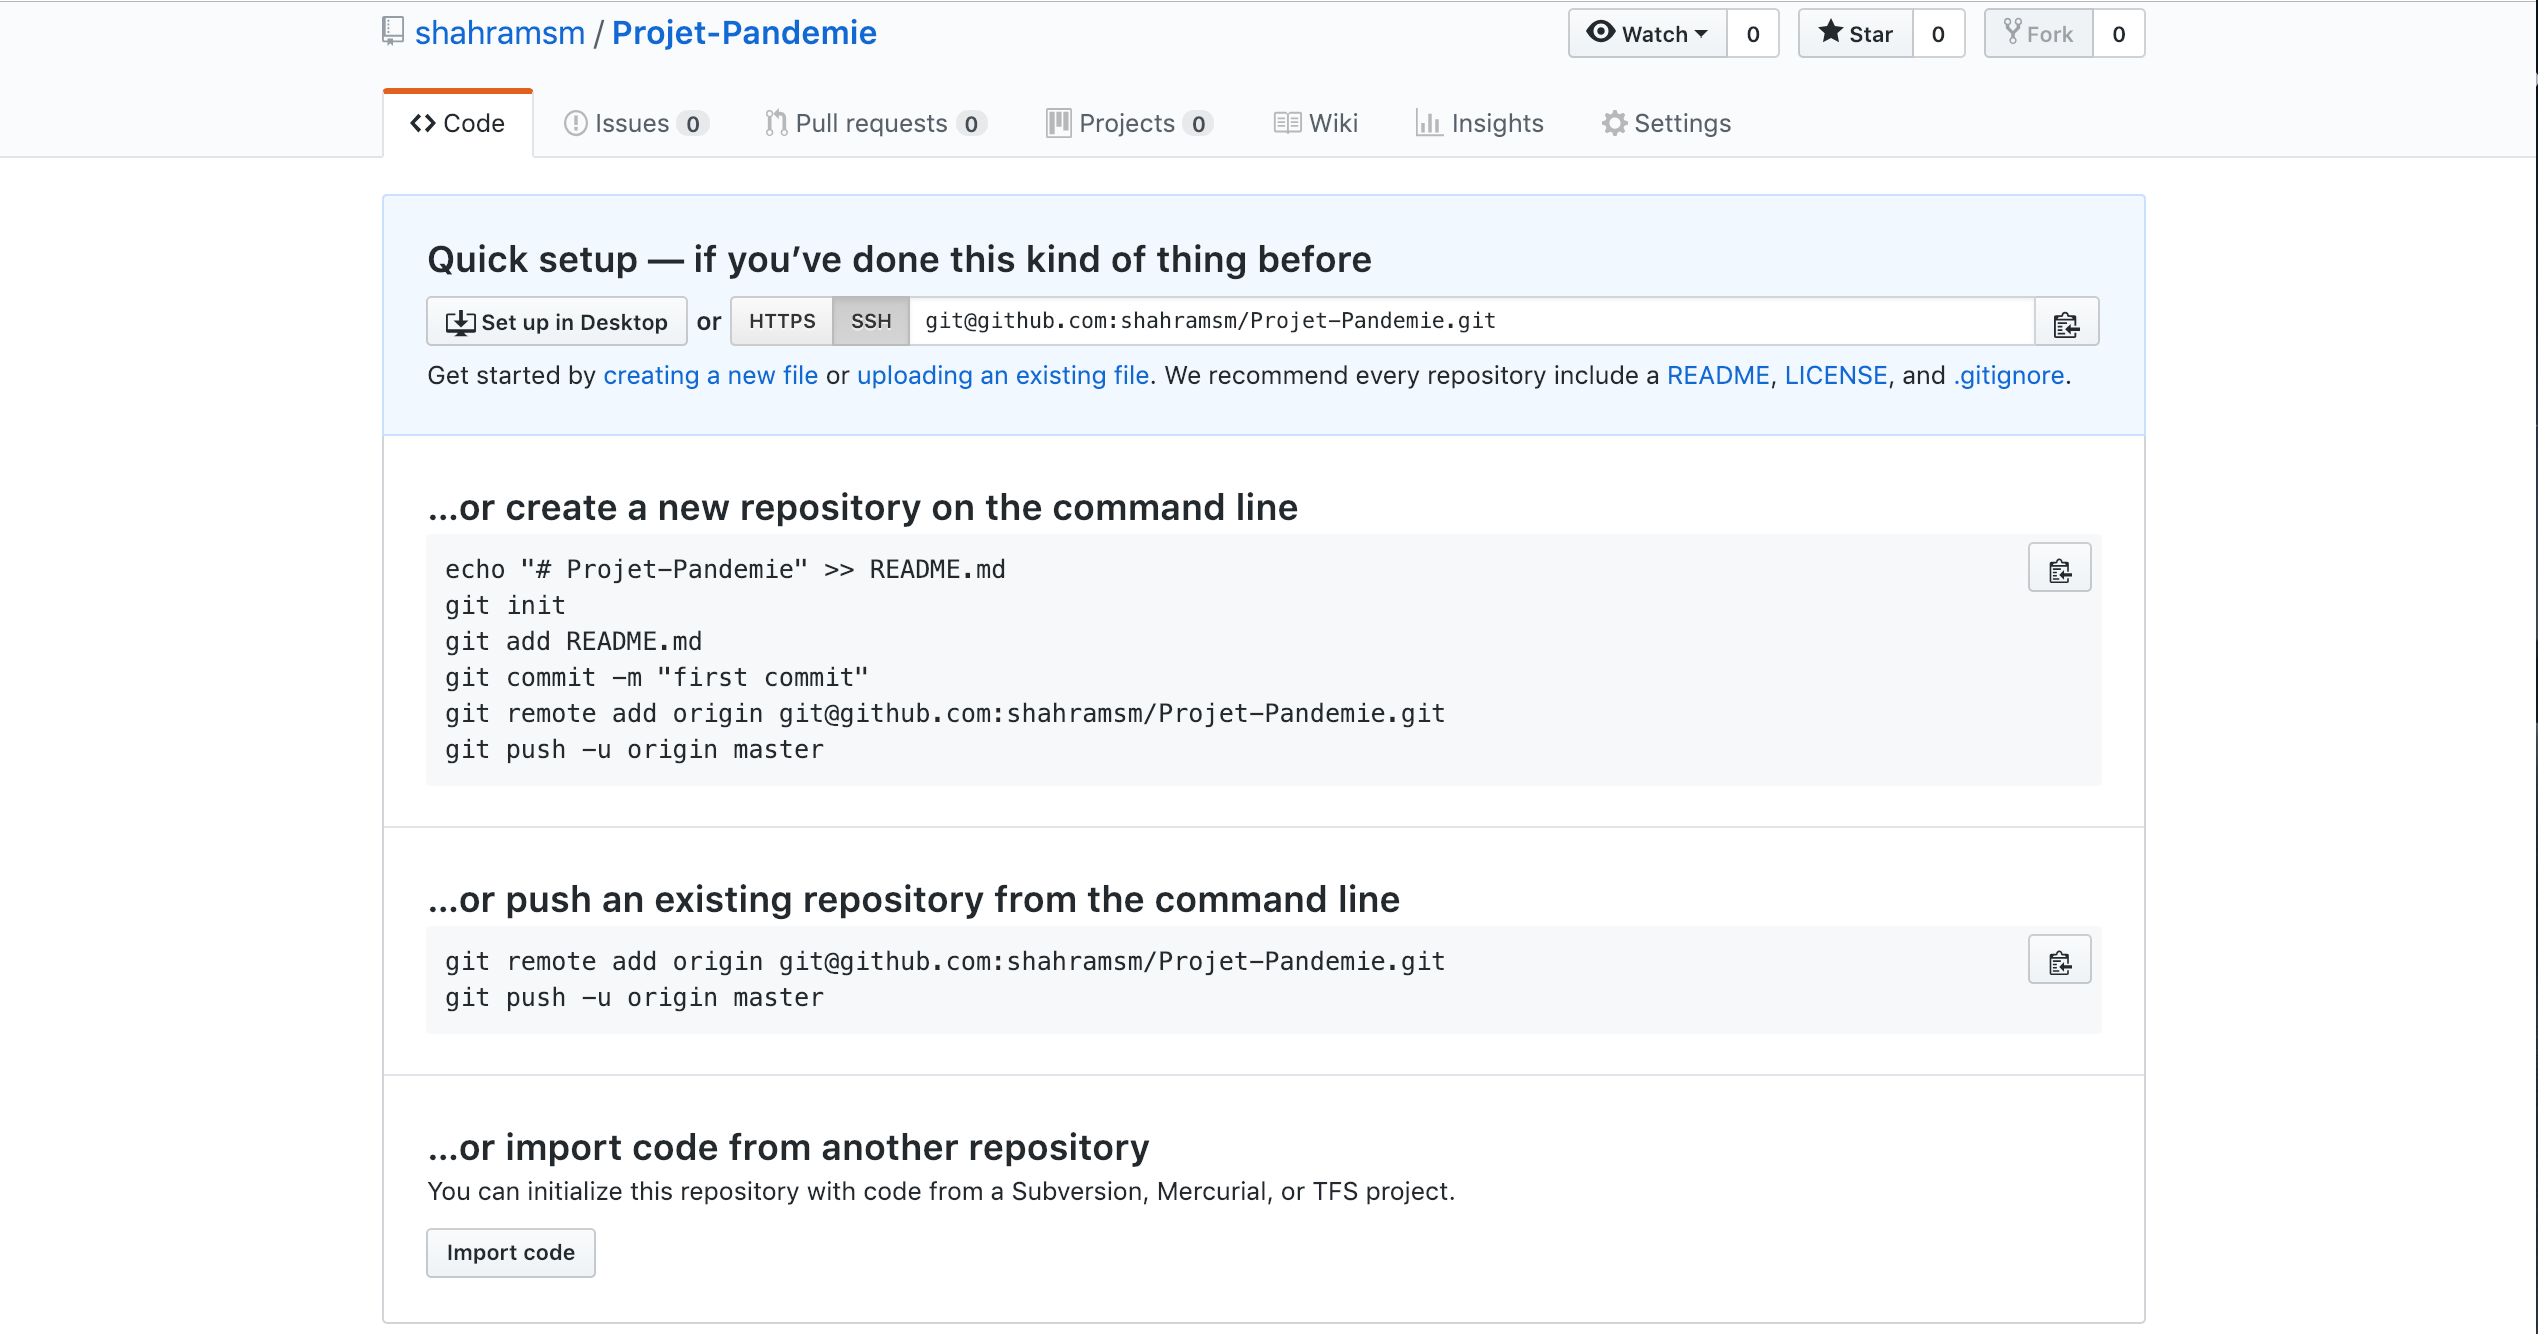 shahramsm / Projet-Pandemie
Watch 0 Star 0 Fork 0
Code Issues 0 Pull requests 0 Projects 0 Wiki Insights Settings
Quick setup — if you’ve done this kind of thing before
Set up in Desktop or HTTPS SSH git@github.com:shahramsm/Projet-Pandemie.git
Get started by creating a new file or uploading an existing file. We recommend every repository include a README, LICENSE, and .gitignore.
…or create a new repository on the command line
echo "# Projet-Pandemie" >> README.md
git init
git add README.md
git commit -m "first commit"
git remote add origin git@github.com:shahramsm/Projet-Pandemie.git
git push -u origin master
…or push an existing repository from the command line
git remote add origin git@github.com:shahramsm/Projet-Pandemie.git
git push -u origin master
…or import code from another repository
You can initialize this repository with code from a Subversion, Mercurial, or TFS project.
Import code